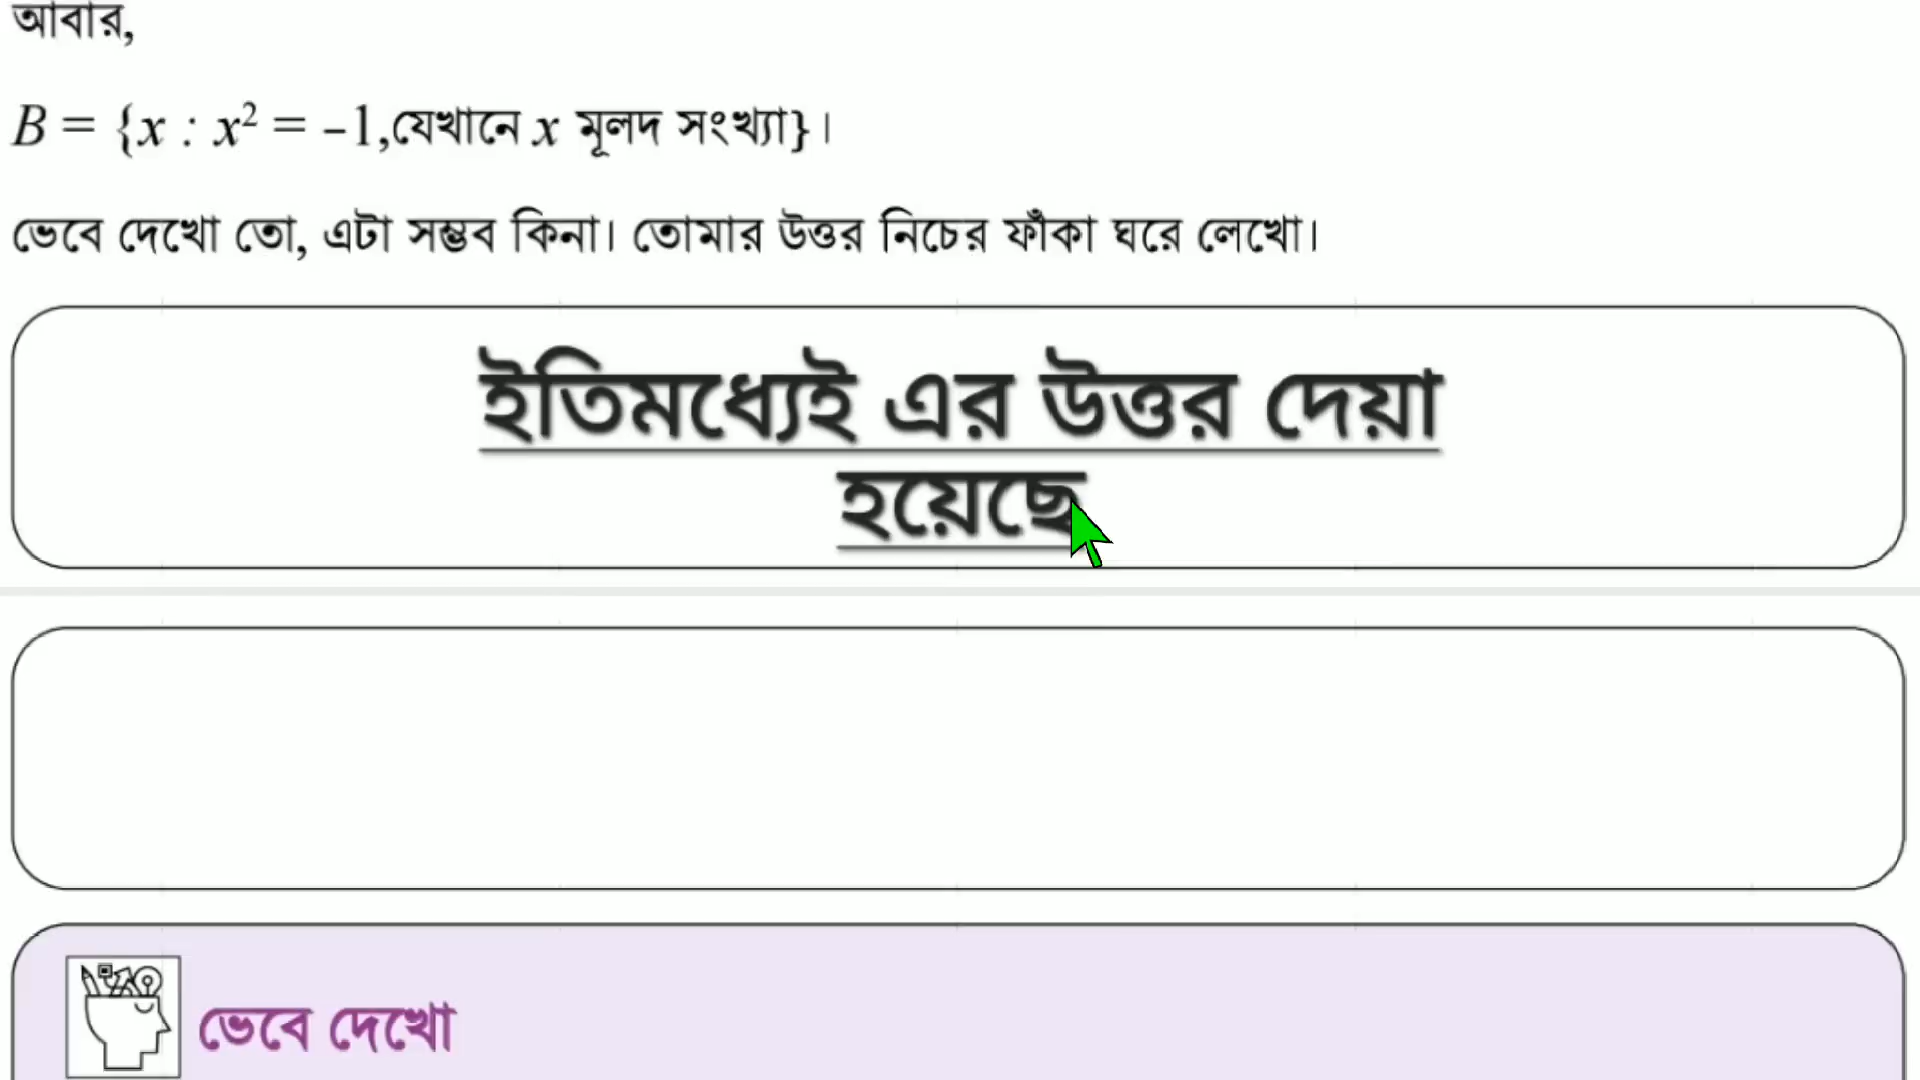 আবার,
B = {x : x² = –1,যেখানে x মূলদ সংখ্যা}।
ভেবে দেখো তো, এটা সম্ভব কিনা। তোমার উত্তর নিচের ফাঁকা ঘরে লেখো।
ইতিমধ্যেই এর উত্তর দেয়া
হয়েছে
ভেবে দেখো